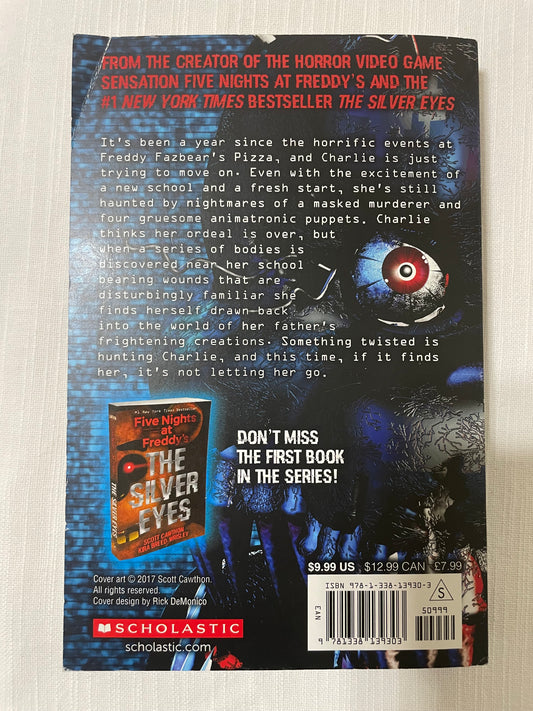 FROM THE CREATOR OF THE HORROR VIDEO GAME
SENSATION FIVE NIGHTS AT FREDDY'S AND THE
#1 NEW YORK TIMES BESTSELLER THE SILVER EYES
It's been a year since the horrific events at
Freddy Fazbear's Pizza, and Charlie is just
trying to move on. Even with the excitement of
a new school and a fresh start, she's still
haunted by nightmares of a masked murderer and
four gruesome animatronic puppets. Charlie
thinks her ordeal is over, but
when a series of bodies is
discovered near her school
bearing wounds that are
disturbingly familiar she
finds herself drawn back
into the world of her father's
frightening creations. Something twisted is
hunting Charlie, and this time, if it finds
her, it's not letting her go.
#1 New York Times Bestseller
Five Nights
at
Freddy's
THE
SILVER
EYES
SCOTT CAWTHON
KIRA BREED-WRISLEY
THE SILVER EYES
DON'T MISS
THE FIRST BOOK
IN THE SERIES!
$9.99 US | $12.99 CAN | £7.99
ISBN 978-1-338-13930-3
S
50999
EAN
9 781338 139303
Cover art © 2017 Scott Cawthon.
All rights reserved.
Cover design by Rick DeMonico
SCHOLASTIC
scholastic.com